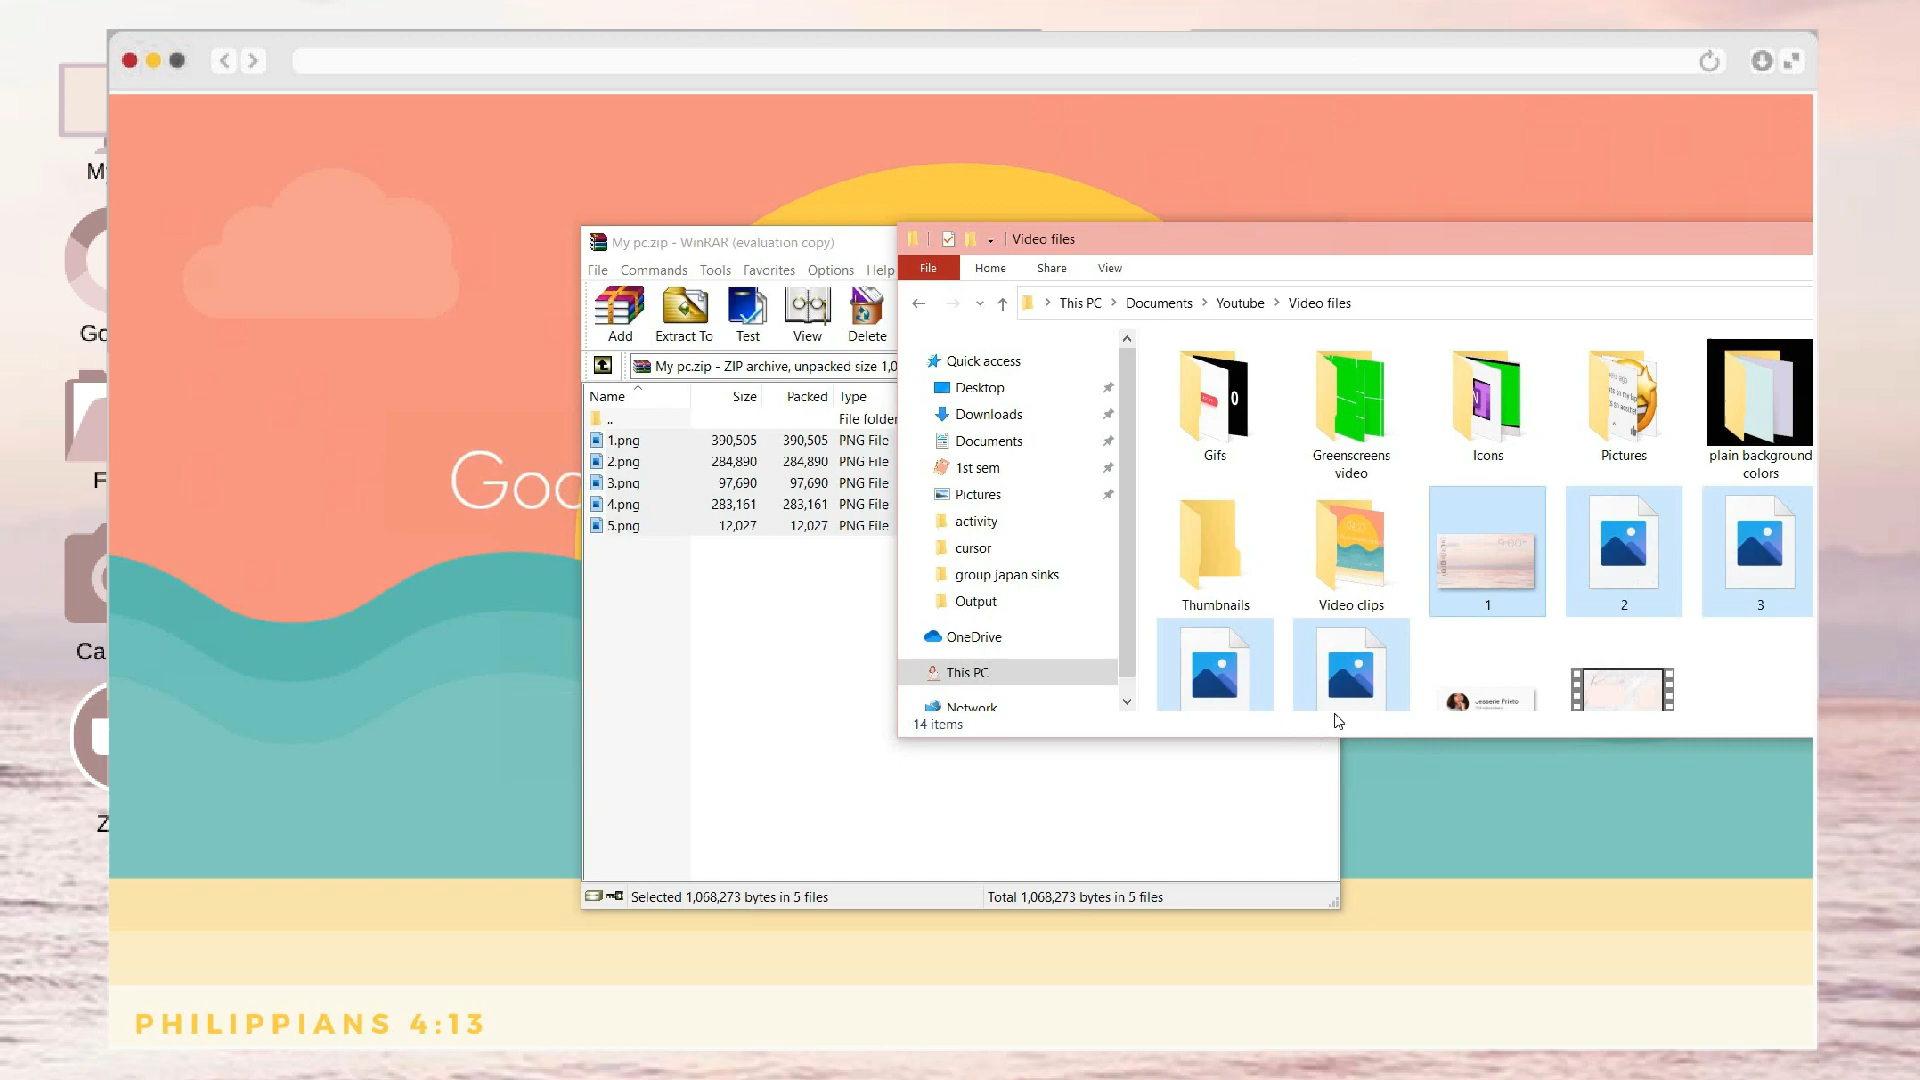 My
Go
F
Ca
Z
Goo
My pc.zip - WinRAR (evaluation copy)
File Commands Tools Favorites Options Help
Add Extract To Test View Delete
My pc.zip - ZIP archive, unpacked size 1,0
Name Size Packed Type
.. File folder
1.png 390,505 390,505 PNG File
2.png 284,890 284,890 PNG File
3.png 97,690 97,690 PNG File
4.png 283,161 283,161 PNG File
5.png 12,027 12,027 PNG File
Selected 1,068,273 bytes in 5 files Total 1,068,273 bytes in 5 files
Video files
File Home Share View
This PC > Documents > Youtube > Video files
Quick access
Desktop
Downloads
Documents
1st sem
Pictures
activity
cursor
group japan sinks
Output
OneDrive
This PC
Network
Gifs
Greenscreens video
Icons
Pictures
plain background colors
Thumbnails
Video clips
1
2
3
14 items
PHILIPPIANS 4:13